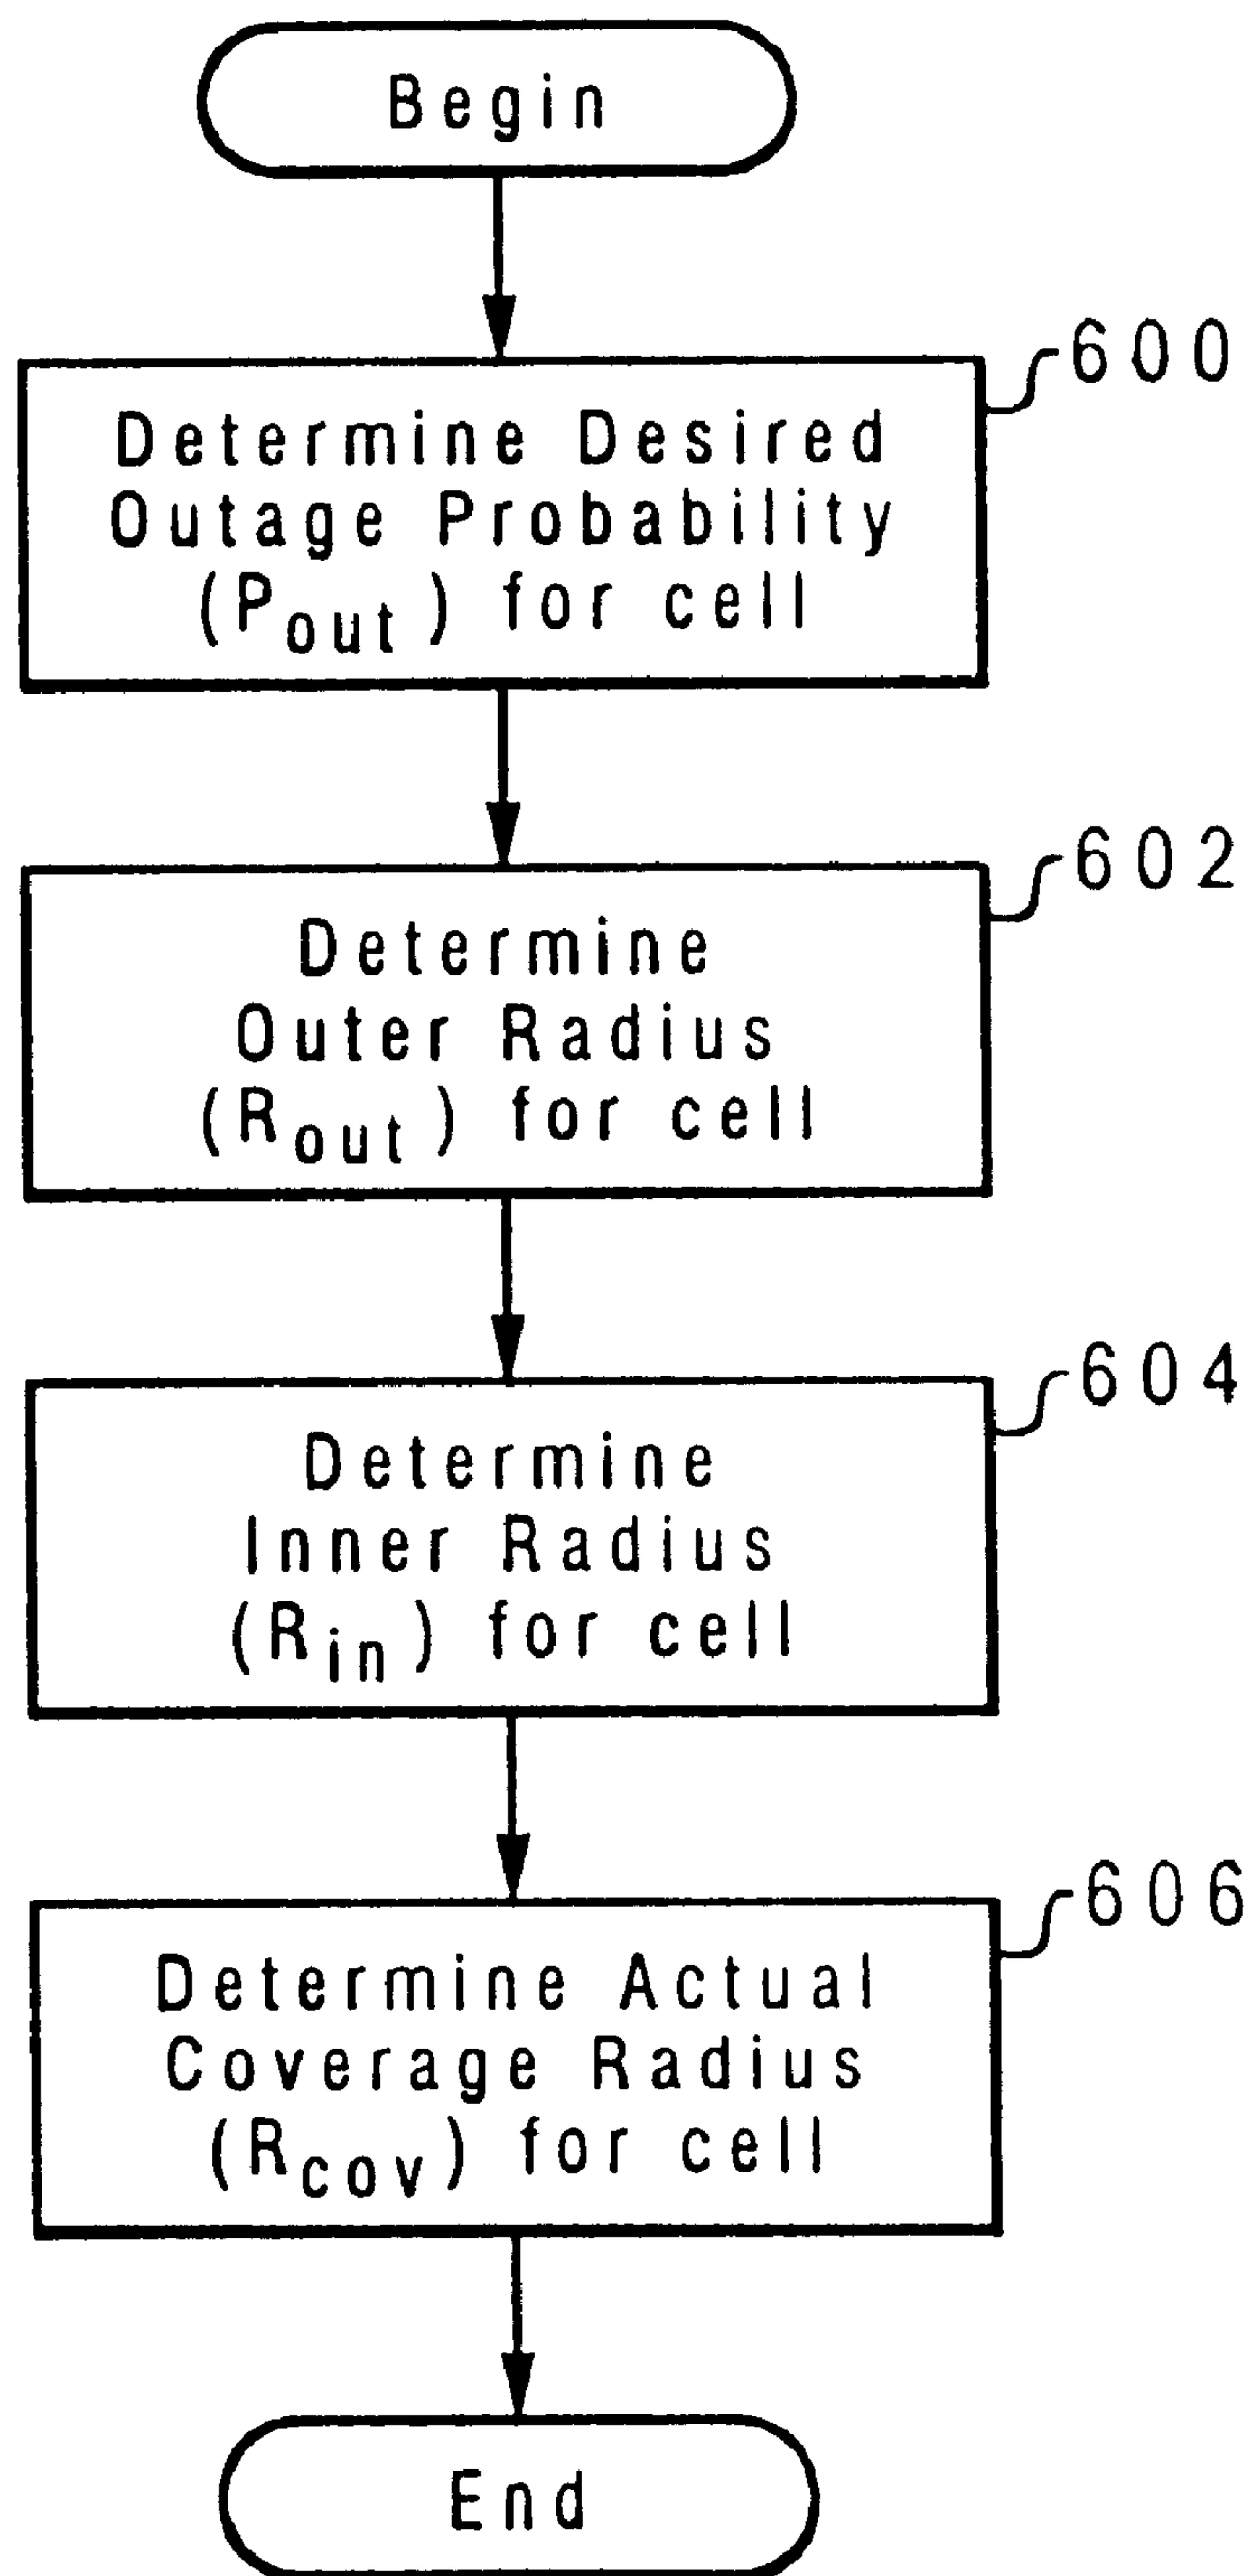 Begin
600
Determine Desired
Outage Probability
(Pout) for cell
602
Determine
Outer Radius
(Rout) for cell
604
Determine
Inner Radius
(Rin) for cell
606
Determine Actual
Coverage Radius
(Rcov) for cell
End